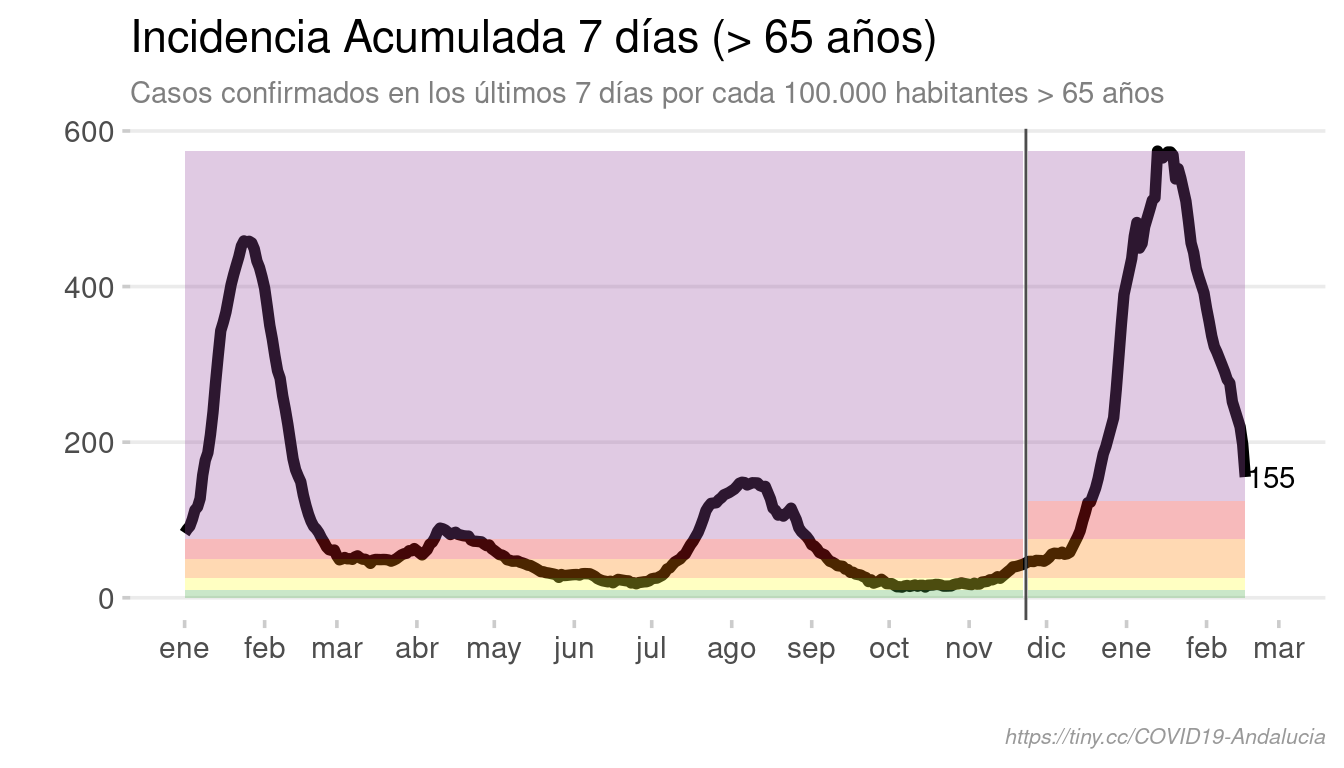 Incidencia Acumulada 7 días (> 65 años)
Casos confirmados en los últimos 7 días por cada 100.000 habitantes > 65 años
600
400
200
0
155
ene feb mar abr may jun jul ago sep oct nov dic ene feb mar
https://tiny.cc/COVID19-Andalucia